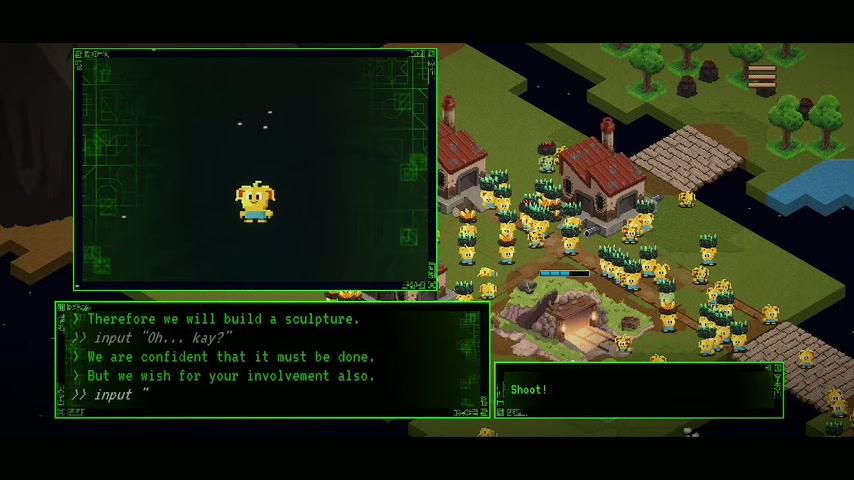 > Therefore we will build a sculpture.
>> input "Oh... kay?"
> We are confident that it must be done.
> But we wish for your involvement also.
>> input "
Shoot!